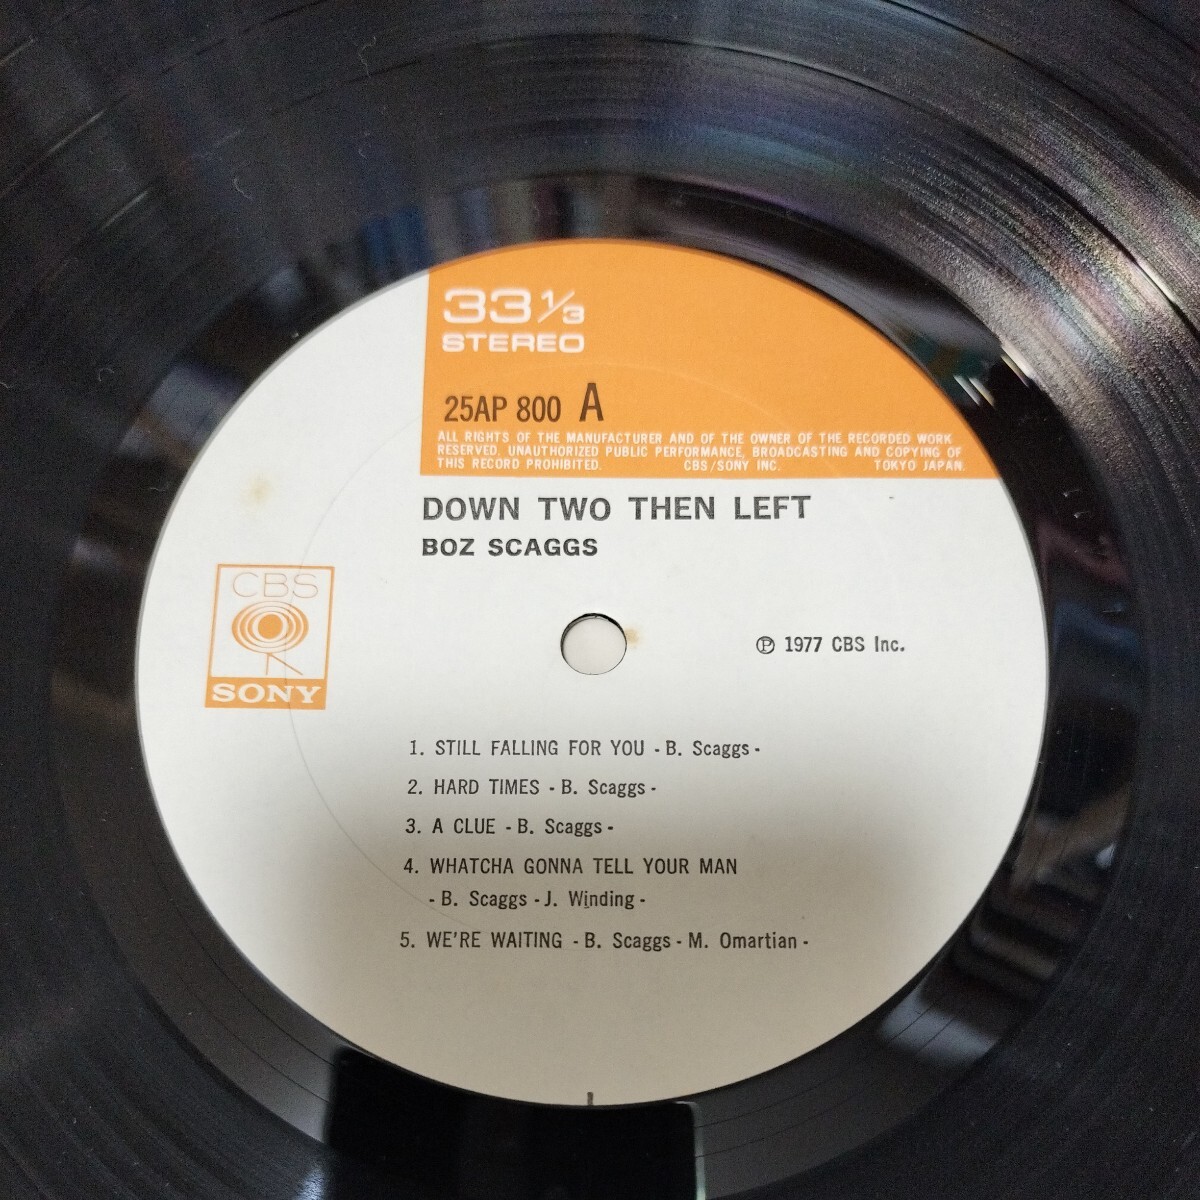 33 1/3
STEREO
25AP 800 A
ALL RIGHTS OF THE MANUFACTURER AND OF THE OWNER OF THE RECORDED WORK
RESERVED, UNAUTHORIZED PUBLIC PERFORMANCE, BROADCASTING AND COPYING OF
THIS RECORD PROHIBITED. CBS/SONY INC. TOKYO JAPAN.
DOWN TWO THEN LEFT
BOZ SCAGGS
CBS
SONY
Ⓟ 1977 CBS Inc.
1. STILL FALLING FOR YOU - B. Scaggs -
2. HARD TIMES - B. Scaggs -
3. A CLUE - B. Scaggs -
4. WHATCHA GONNA TELL YOUR MAN
- B. Scaggs - J. Winding -
5. WE'RE WAITING - B. Scaggs - M. Omartian -